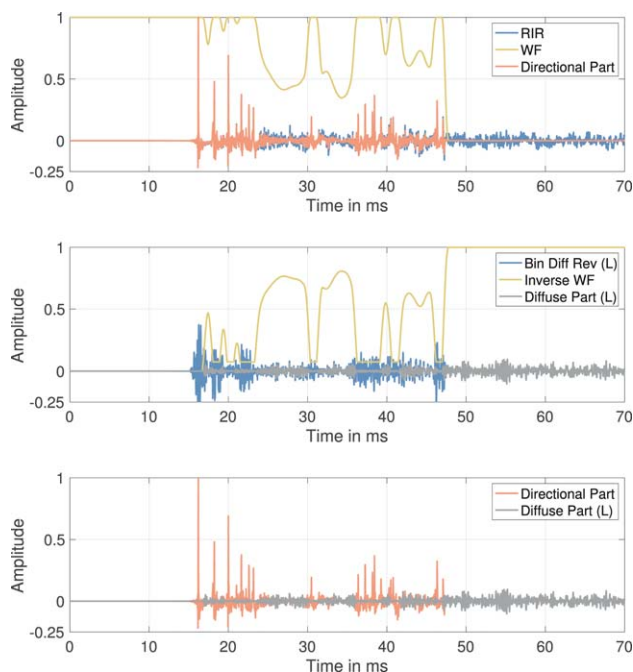 1
0.5
0
-0.25
Amplitude
RIR
WF
Directional Part
0 10 20 30 40 50 60 70
Time in ms
1
0.5
0
-0.25
Amplitude
Bin Diff Rev (L)
Inverse WF
Diffuse Part (L)
0 10 20 30 40 50 60 70
Time in ms
1
0.5
0
-0.25
Amplitude
Directional Part
Diffuse Part (L)
0 10 20 30 40 50 60 70
Time in ms